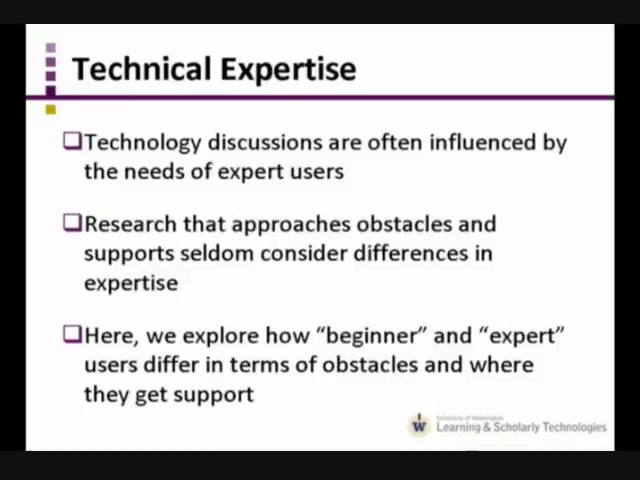 Technical Expertise
Technology discussions are often influenced by
the needs of expert users
Research that approaches obstacles and
supports seldom consider differences in
expertise
Here, we explore how “beginner” and “expert”
users differ in terms of obstacles and where
they get support
University of Washington
Learning & Scholarly Technologies